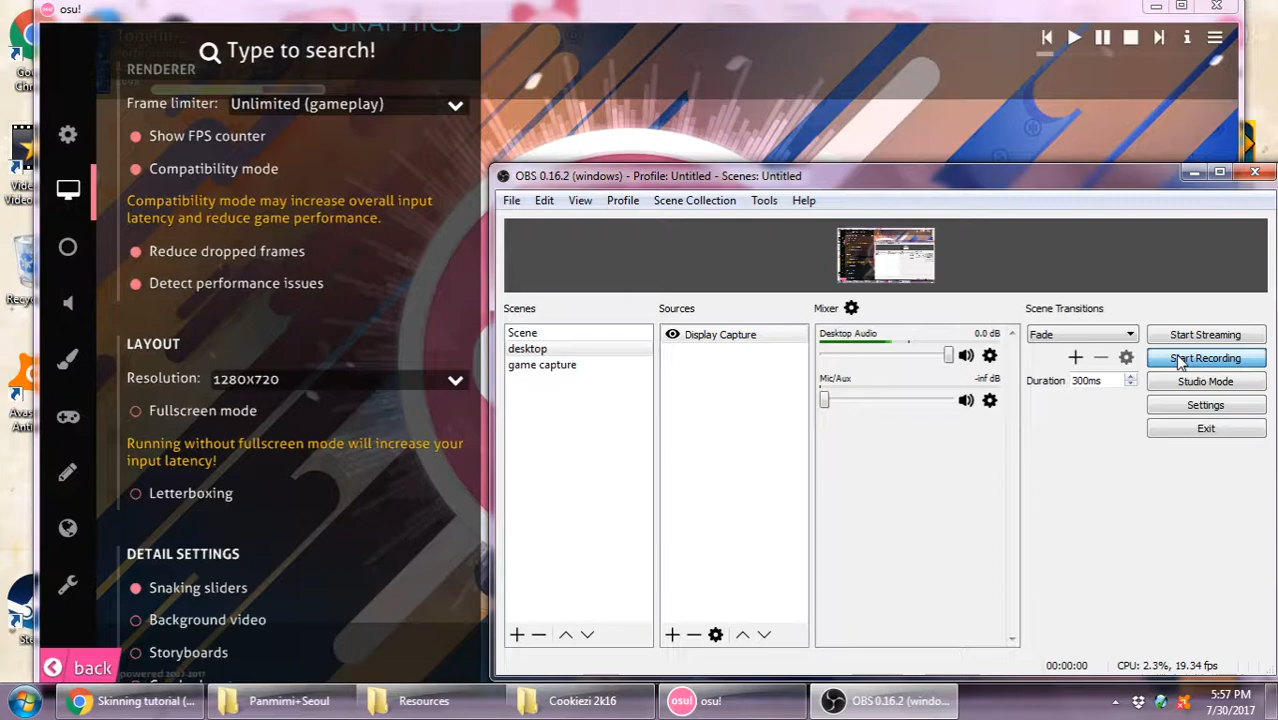 osu!
GRAPHICS
Type to search!
RENDERER
Frame limiter: Unlimited (gameplay)
Show FPS counter
Compatibility mode
Compatibility mode may increase overall input
latency and reduce game performance.
Reduce dropped frames
Detect performance issues
LAYOUT
Resolution: 1280x720
Fullscreen mode
Running without fullscreen mode will increase your
input latency!
Letterboxing
DETAIL SETTINGS
Snaking sliders
Background video
Storyboards
back
powered 2007-2017
OBS 0.16.2 (windows) - Profile: Untitled - Scenes: Untitled
File Edit View Profile Scene Collection Tools Help
Scenes
Scene
desktop
game capture
Sources
Display Capture
Mixer
Desktop Audio 0.0 dB
Mic/Aux -inf dB
Scene Transitions
Fade
Duration 300ms
Start Streaming
Start Recording
Studio Mode
Settings
Exit
00:00:00 CPU: 2.3%, 19.34 fps
Skinning tutorial (...
Panmimi+Seoul
Resources
Cookiezi 2k16
osu!
OBS 0.16.2 (windo...
5:57 PM
7/30/2017